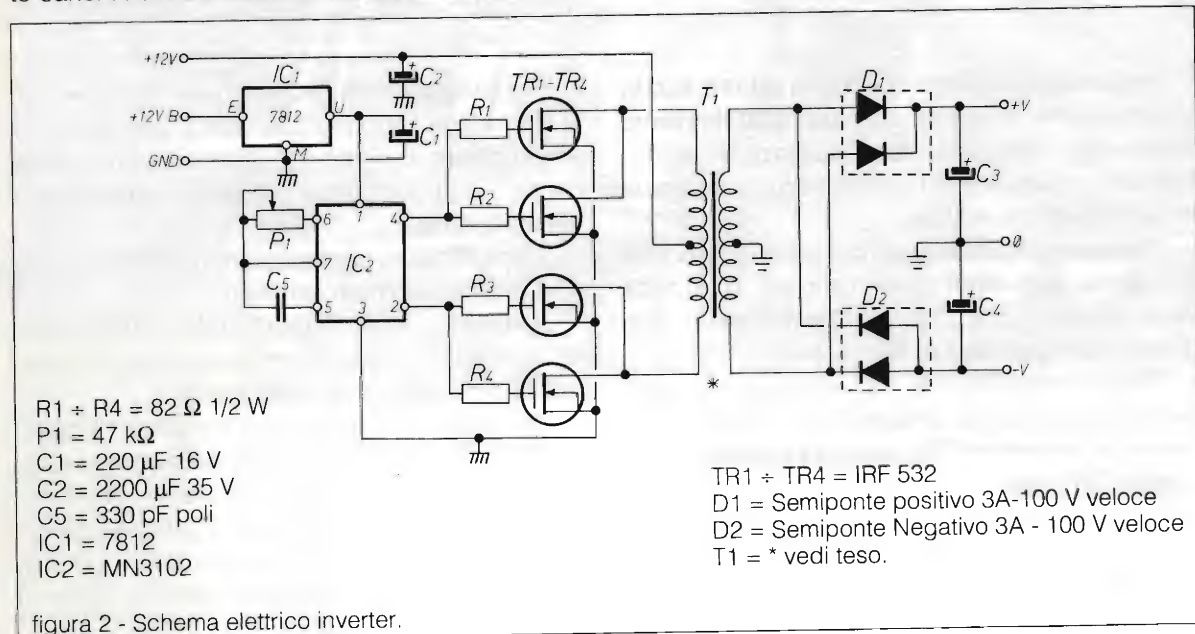 +12V
IC1
C2
TR1-TR4
T1
D1
+V
+12V B
E
7812
U
C1
R1
GND
M
C3
P1
6
1
4
R2
0
7
IC2
C5
5
3
2
R3
D2
C4
R4
*
-V
R1 ÷ R4 = 82 Ω 1/2 W
P1 = 47 kΩ
C1 = 220 µF 16 V
C2 = 2200 µF 35 V
C5 = 330 pF poli
IC1 = 7812
IC2 = MN3102
TR1 ÷ TR4 = IRF 532
D1 = Semiponte positivo 3A-100 V veloce
D2 = Semiponte Negativo 3A - 100 V veloce
T1 = * vedi teso.
figura 2 - Schema elettrico inverter.